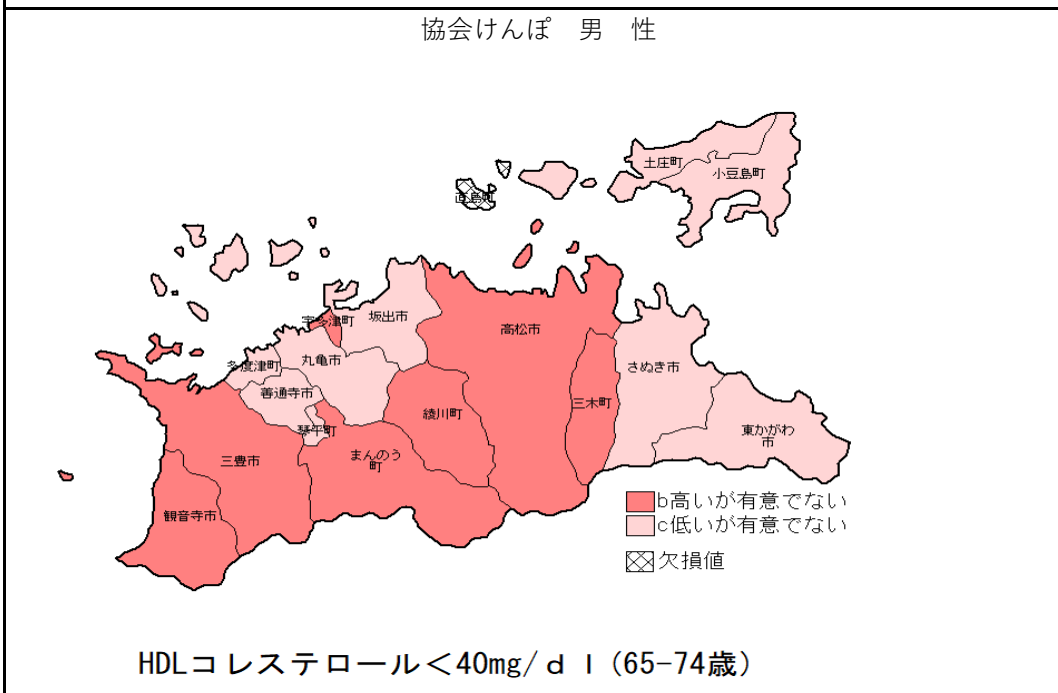 協会けんぽ　男　性
土庄町
小豆島町
直島町
宇多津町
坂出市
高松市
多度津町
丸亀市
さぬき市
善通寺市
三木町
綾川町
琴平町
東かがわ
市
三豊市
まんのう
町
観音寺市
b高いが有意でない
c低いが有意でない
欠損値
HDLコレステロール＜40mg/ｄｌ(65-74歳)